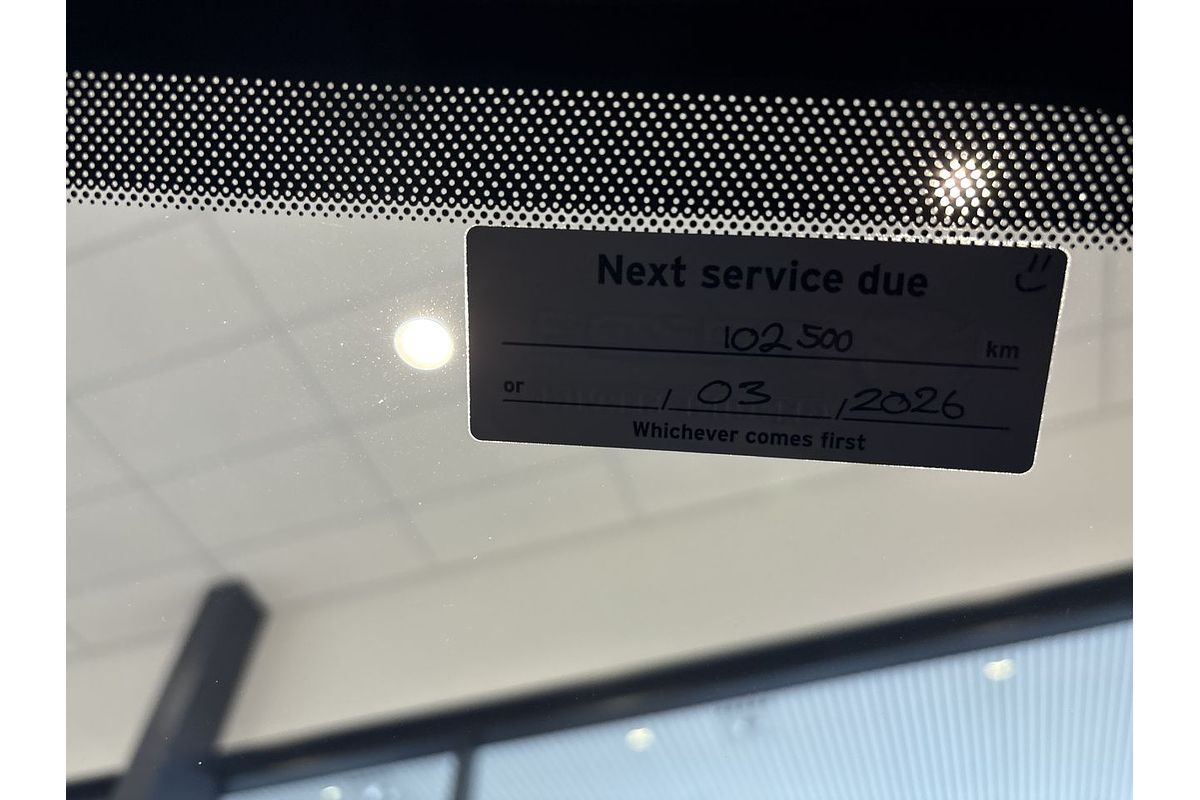 Next service due
102500 km
or / 03 / 2026
Whichever comes first